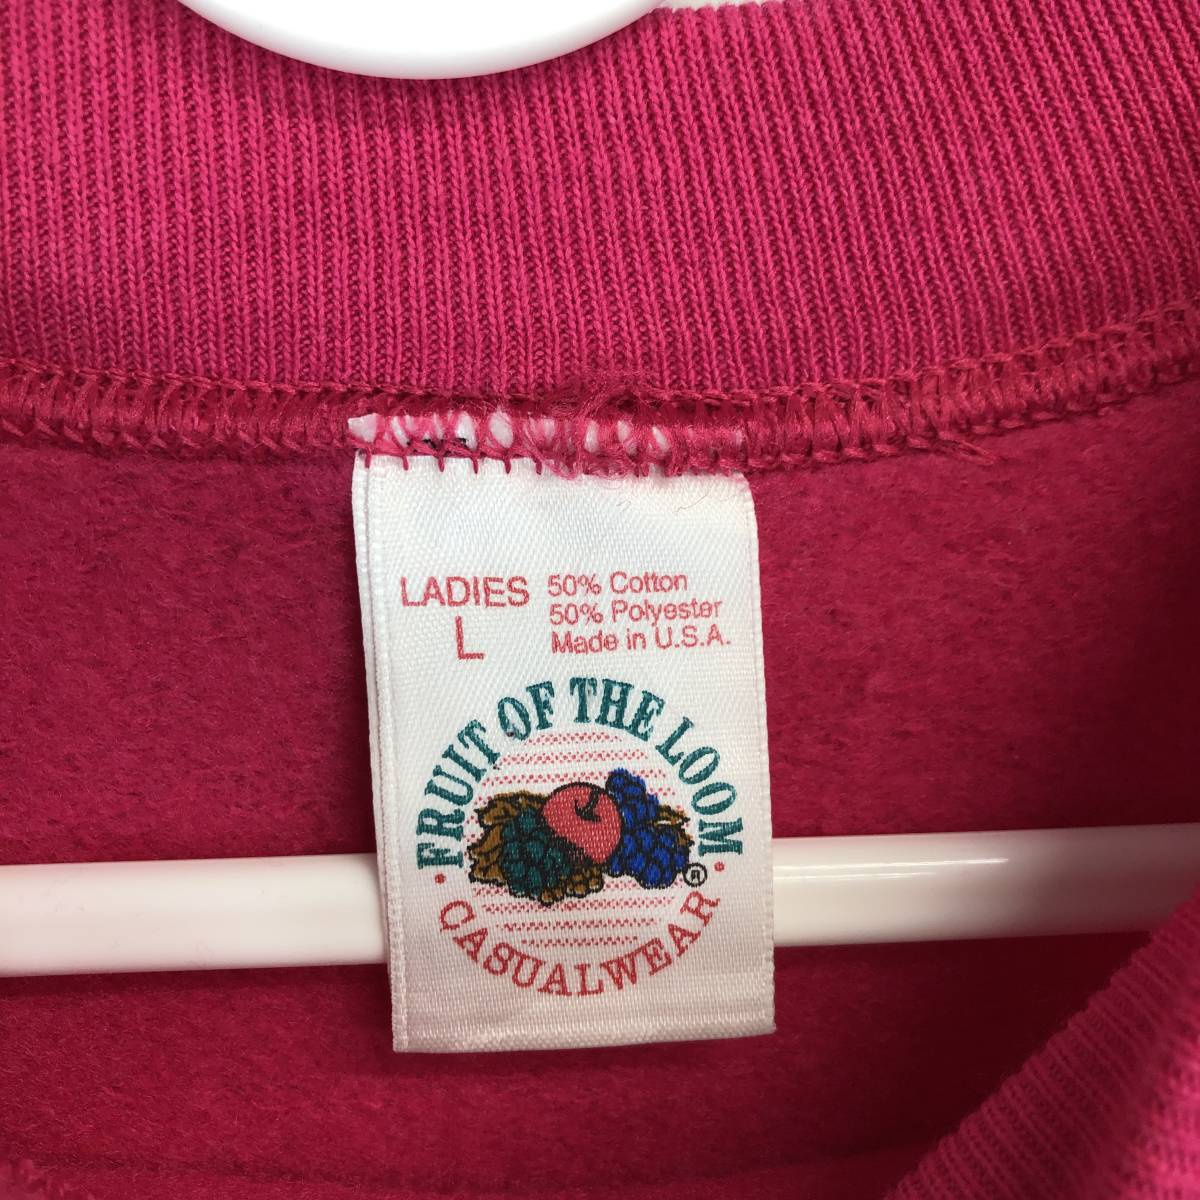 LADIES
L
50% Cotton
50% Polyester
Made in U.S.A.
FRUIT OF THE LOOM
®
CASUALWEAR